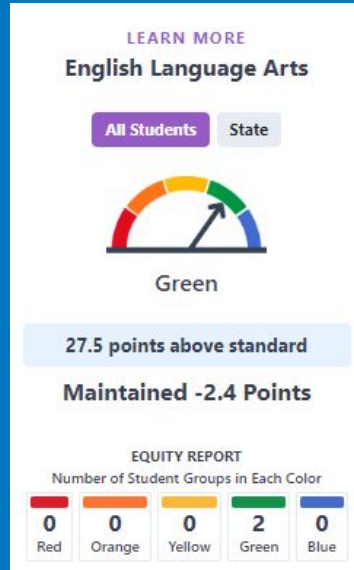 LEARN MORE
English Language Arts
All Students State
Green
27.5 points above standard
Maintained -2.4 Points
EQUITY REPORT
Number of Student Groups in Each Color
0 0 0 2 0
Red Orange Yellow Green Blue